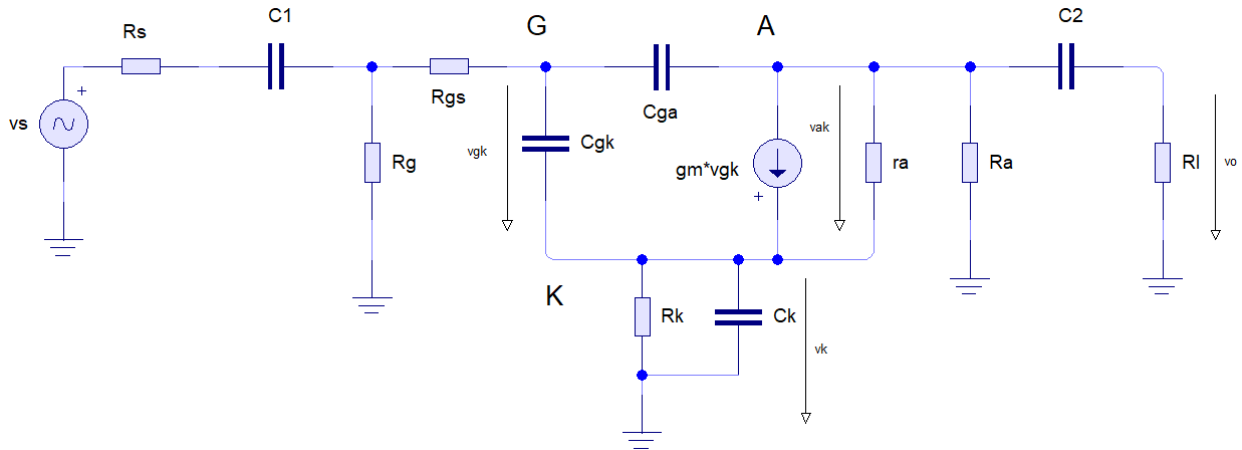 C1
G
A
C2
Rs
+
vs
Rgs
Cga
Rg
vgk
Cgk
gm*vgk
+
vak
ra
Ra
Rl
vo
K
Rk
Ck
vk